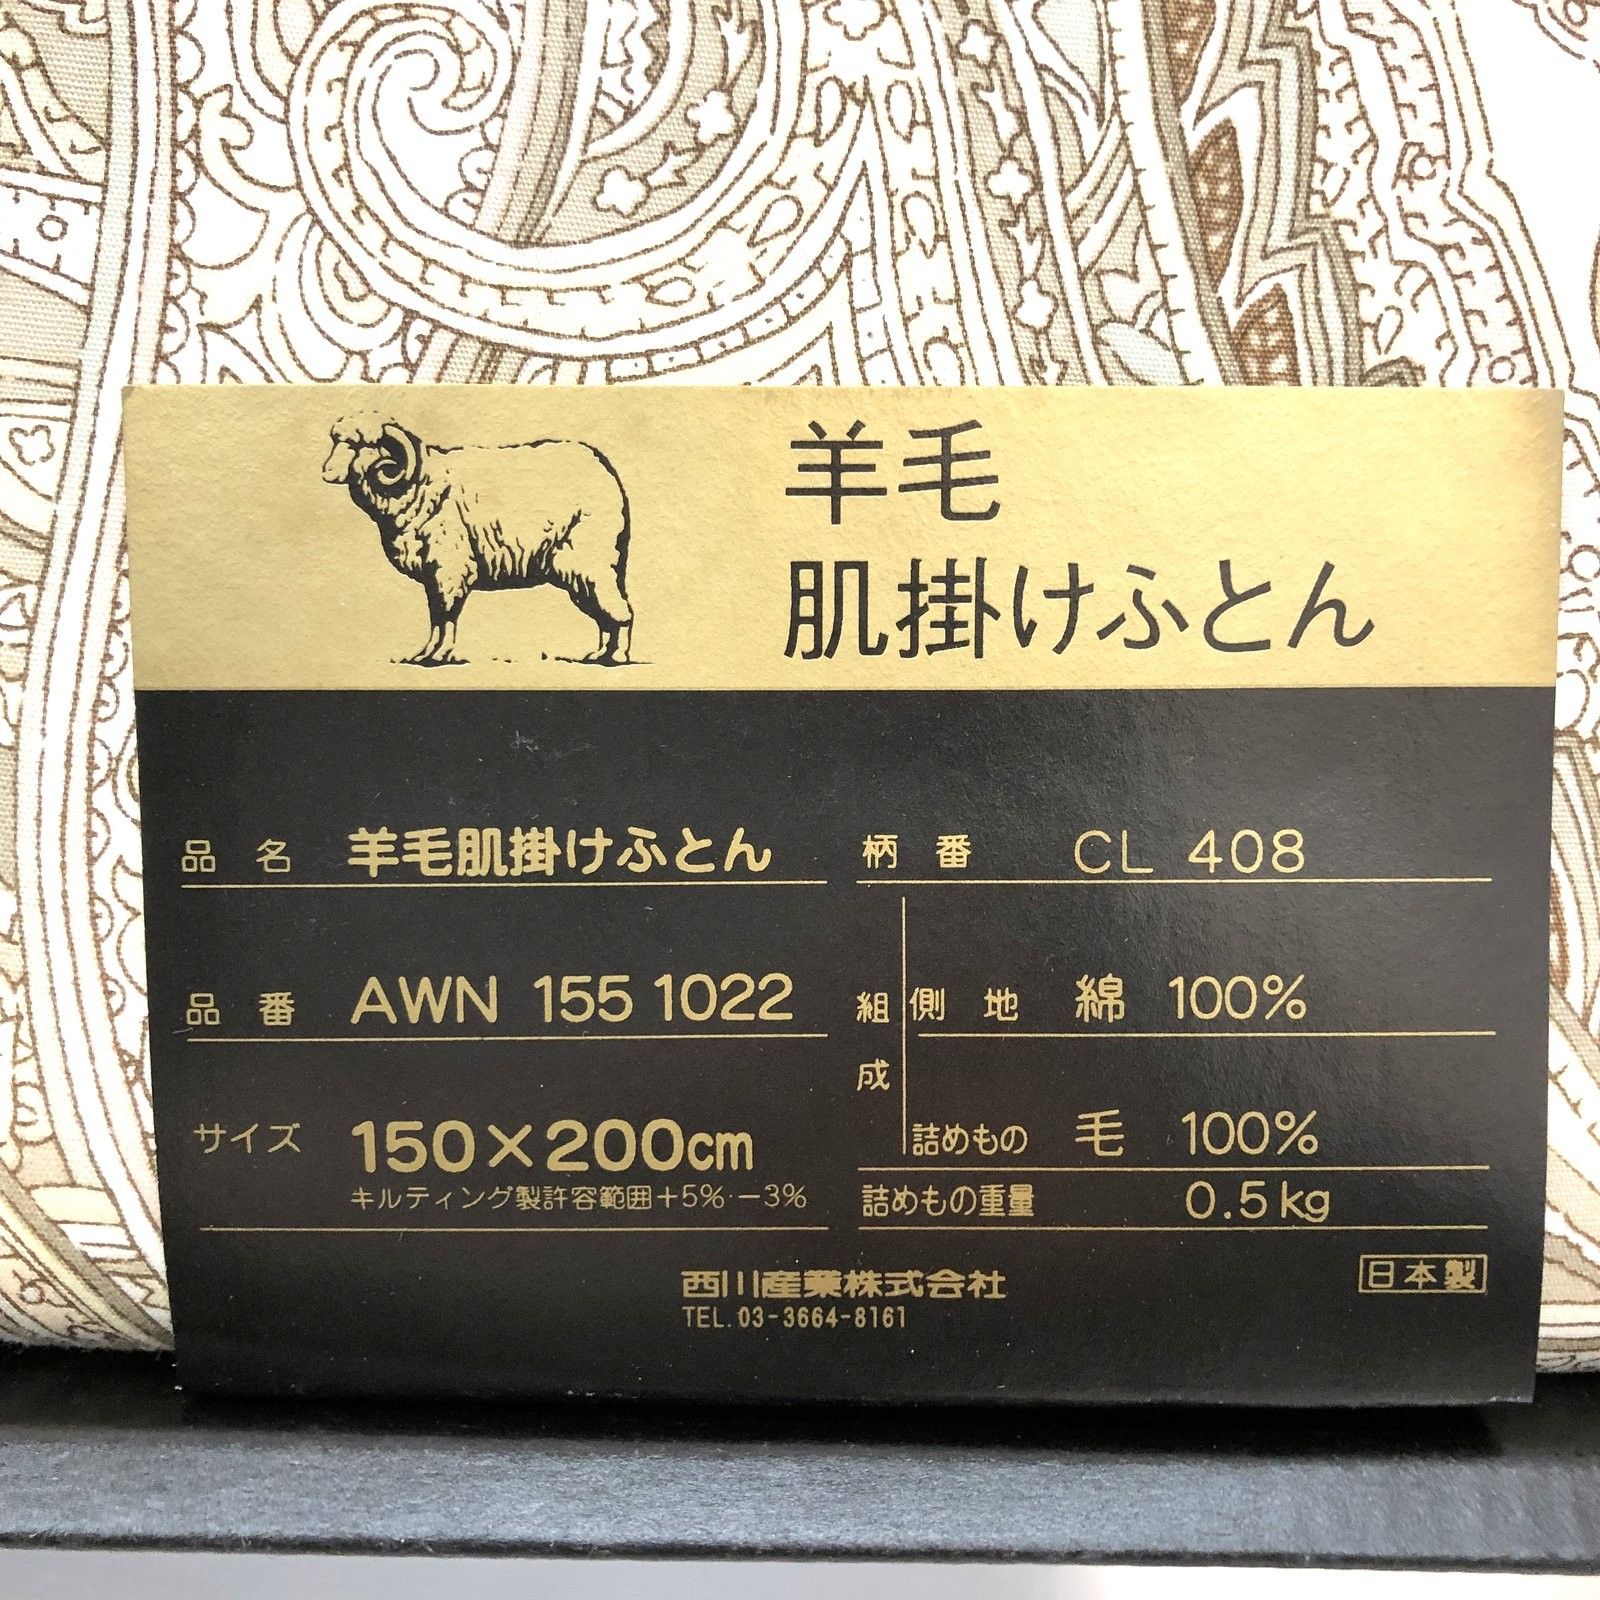 羊毛
肌掛けふとん
品名 羊毛肌掛けふとん
柄番 CL 408
品番 AWN 155 1022
組成 側地 綿 100%
サイズ 150×200cm
詰めもの 毛 100%
キルティング製許容範囲+5%·−3%
詰めもの重量 0.5kg
西川産業株式会社
日本製
TEL.03-3664-8161